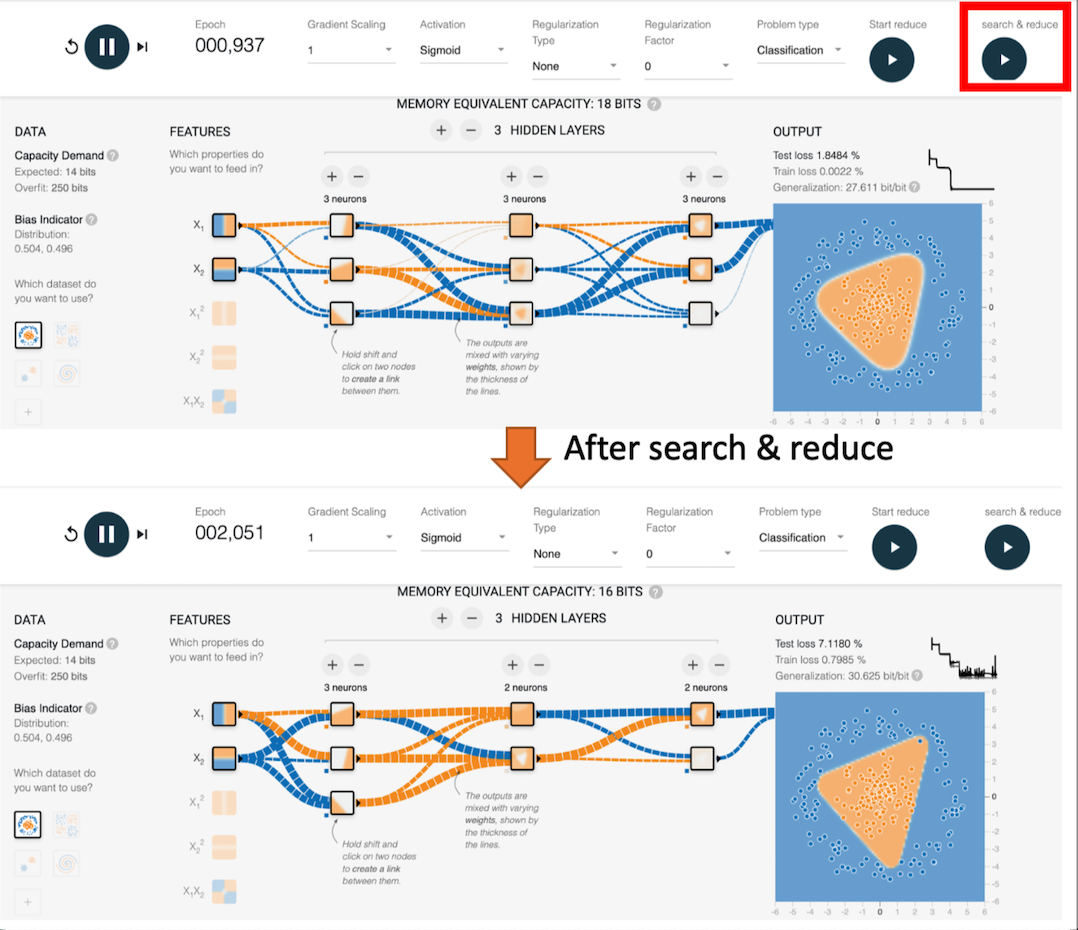 Epoch
000,937
Gradient Scaling
1
Activation
Sigmoid
Regularization
Type
None
Regularization
Factor
0
Problem type
Classification
Start reduce
search & reduce
MEMORY EQUIVALENT CAPACITY: 18 BITS ?
+ − 3 HIDDEN LAYERS
DATA
Capacity Demand ?
Expected: 14 bits
Overfit: 250 bits
Bias Indicator ?
Distribution:
0.504, 0.496
Which dataset do
you want to use?
+
FEATURES
Which properties do
you want to feed in?
X₁
X₂
X₁²
X₂²
X₁X₂
+ −
3 neurons
+ −
3 neurons
+ −
3 neurons
Hold shift and
click on two nodes
to create a link
between them.
The outputs are
mixed with varying
weights, shown by
the thickness of
the lines.
OUTPUT
Test loss 1.8484 %
Train loss 0.0022 %
Generalization: 27.611 bit/bit ?
6
5
4
3
2
1
0
-1
-2
-3
-4
-5
-6
-6 -5 -4 -3 -2 -1 0 1 2 3 4 5 6
After search & reduce
Epoch
002,051
Gradient Scaling
1
Activation
Sigmoid
Regularization
Type
None
Regularization
Factor
0
Problem type
Classification
Start reduce
search & reduce
MEMORY EQUIVALENT CAPACITY: 16 BITS ?
+ − 3 HIDDEN LAYERS
DATA
Capacity Demand ?
Expected: 14 bits
Overfit: 250 bits
Bias Indicator ?
Distribution:
0.504, 0.496
Which dataset do
you want to use?
+
FEATURES
Which properties do
you want to feed in?
X₁
X₂
X₁²
X₂²
X₁X₂
+ −
3 neurons
+ −
2 neurons
+ −
2 neurons
The outputs are
mixed with varying
weights, shown by
the thickness of
the lines.
Hold shift and
click on two nodes
to create a link
between them.
OUTPUT
Test loss 7.1180 %
Train loss 0.7985 %
Generalization: 30.625 bit/bit ?
6
5
4
3
2
1
0
-1
-2
-3
-4
-5
-6
-6 -5 -4 -3 -2 -1 0 1 2 3 4 5 6